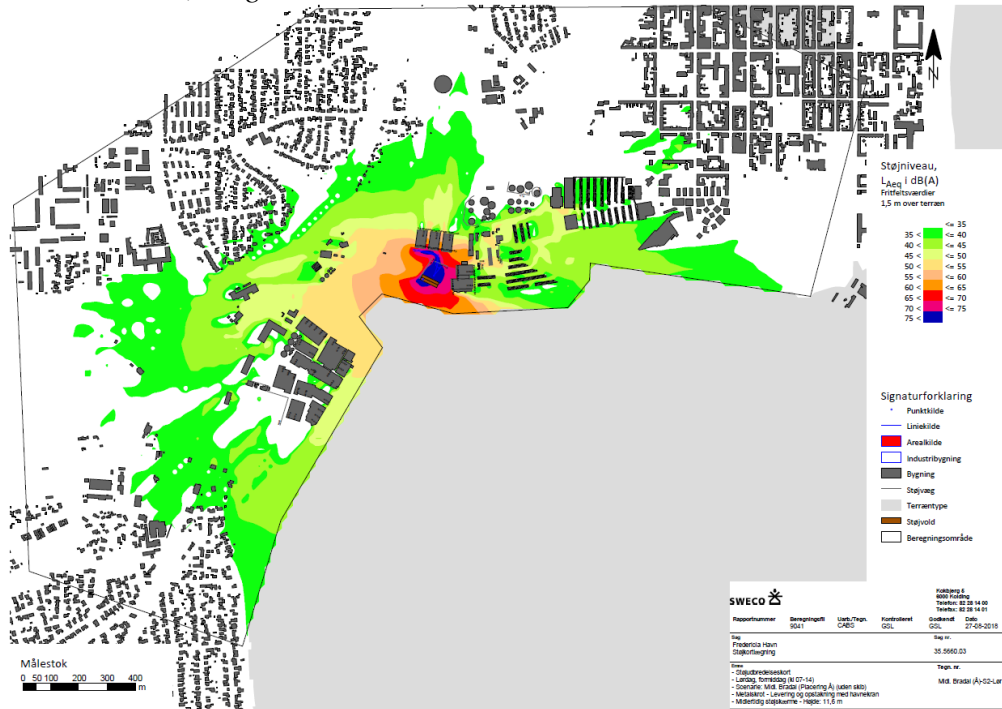 N
Støjniveau,
LAeq i dB(A)
Fritfeltsværdier
1,5 m over terræn
<= 35
35 < <= 40
40 < <= 45
45 < <= 50
50 < <= 55
55 < <= 60
60 < <= 65
65 < <= 70
70 < <= 75
75 <
Signaturforklaring
Punktkilde
Liniekilde
Arealkilde
Industribygning
Bygning
Støjvæg
Terræntype
Støjvold
Beregningsområde
SWECO
Kokbjerg 5
6000 Kolding
Telefon: 82 28 14 00
Telefax: 82 28 14 01
Rapportnummer Beregningsfil Uarb./Tegn. Kontrolleret Godkendt Dato
9041 CABS GSL GSL 27-08-2018
Sag Sag nr.
Fredericia Havn
Støjkortlægning 35.5660.03
Emne Tegn. nr.
- Støjudbredelseskort
- Lørdag, formiddag (kl 07-14)
- Scenarie: Midl. Bradal (Placering Å) (uden skib)
- Metalskrot - Levering og opstakning med havnekran
- Midlertidig støjskærme - Højde: 11,6 m
Midl. Bradal (Å)-S2-Lør
Målestok
0 50 100 200 300 400
m